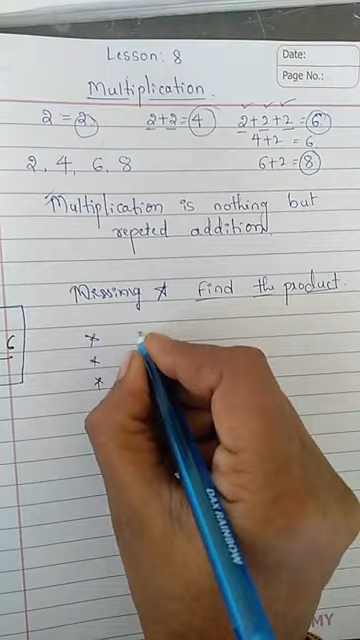 Lesson: 8
Date:
Page No.:
Multiplication.
2 = 2 2+2 = 4 2+2+2 = 6
4+2 = 6
2, 4, 6, 8 6+2 = 8
Multiplication is nothing but
repeted addition
Missing * find the product.
*
*
*
DAX RAINBOW
MY